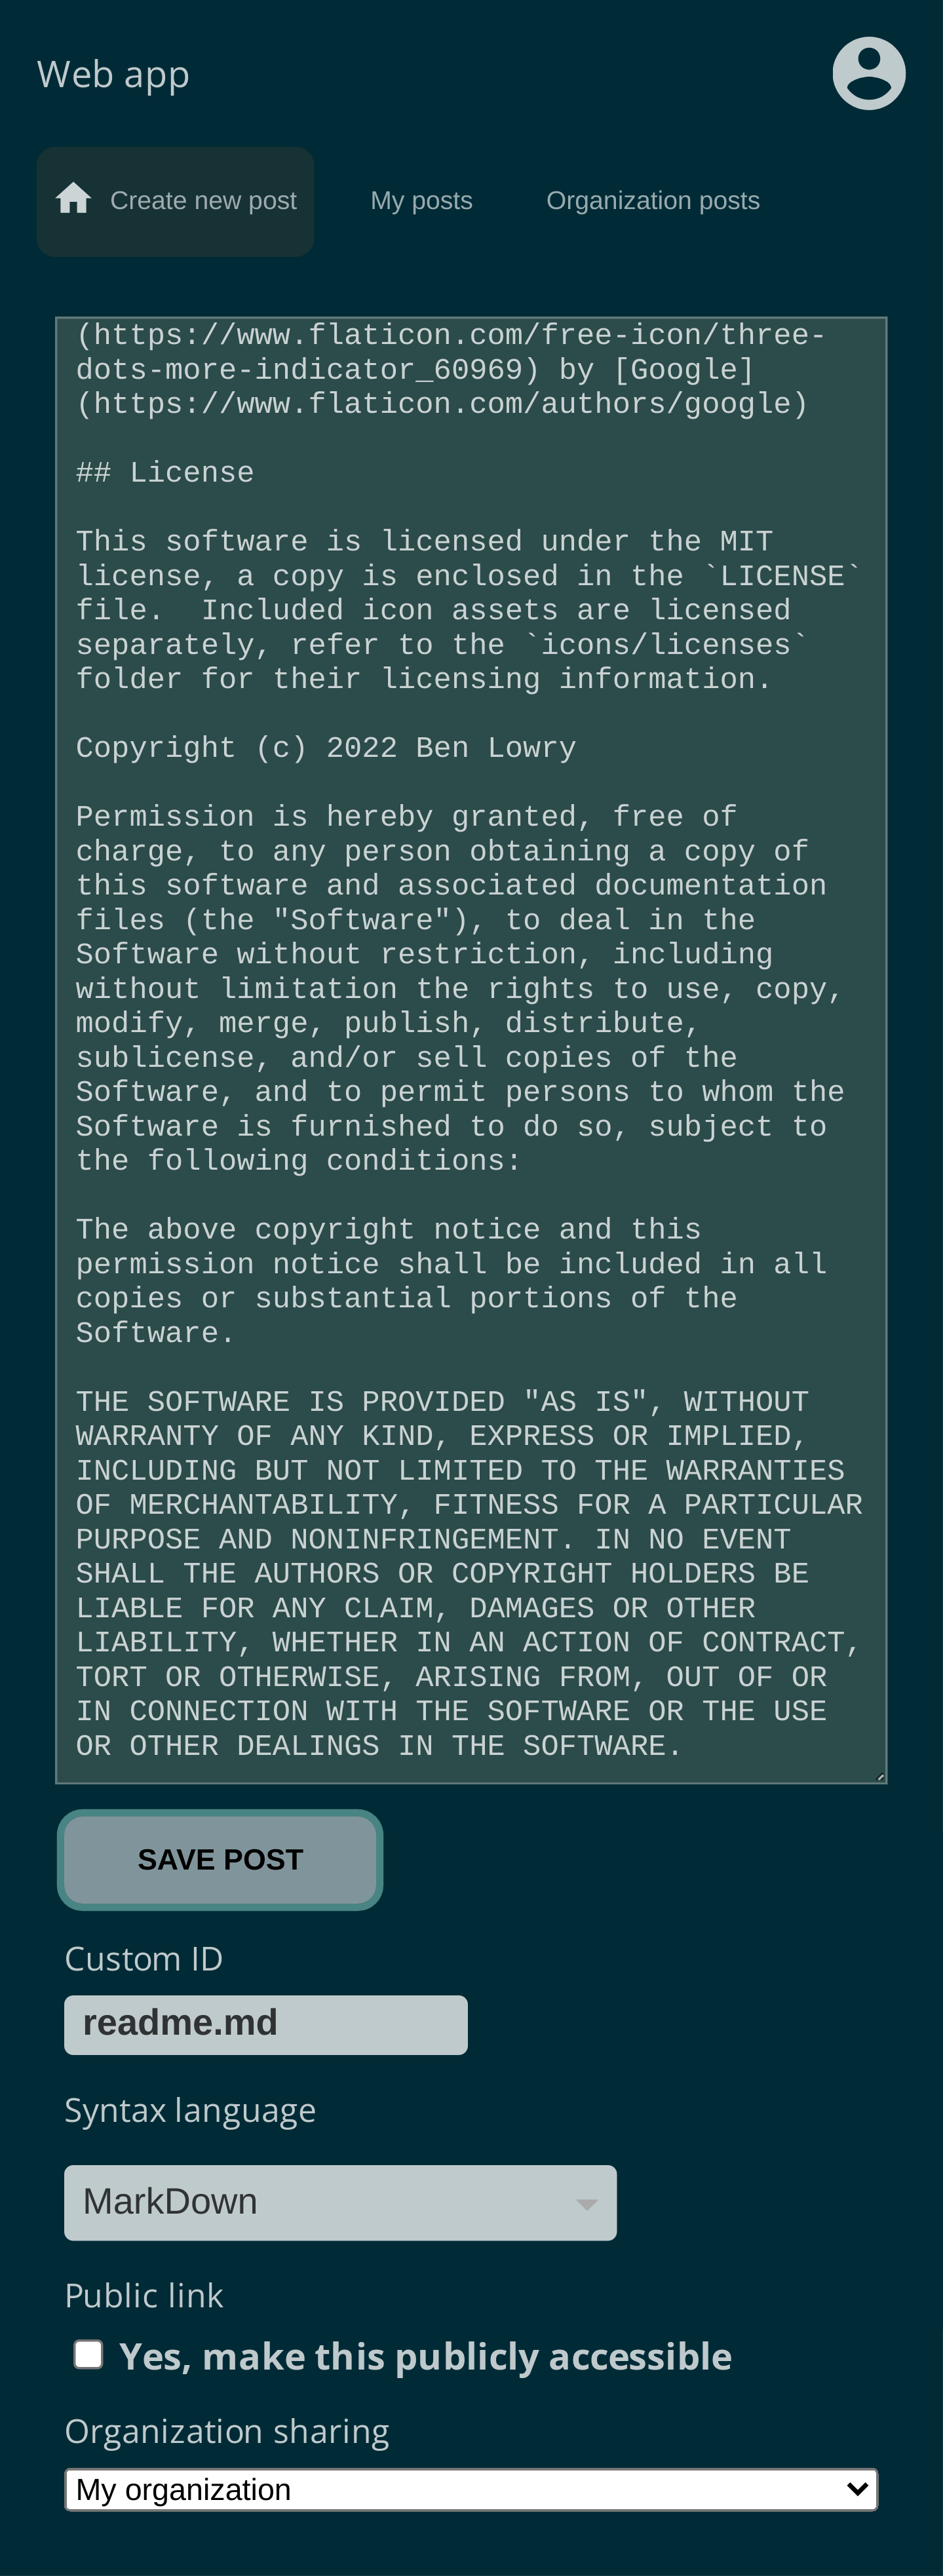 Web app
Create new post
My posts
Organization posts
(https://www.flaticon.com/free-icon/three-
dots-more-indicator_60969) by [Google]
(https://www.flaticon.com/authors/google)
## License
This software is licensed under the MIT
license, a copy is enclosed in the `LICENSE`
file.  Included icon assets are licensed
separately, refer to the `icons/licenses`
folder for their licensing information.
Copyright (c) 2022 Ben Lowry
Permission is hereby granted, free of
charge, to any person obtaining a copy of
this software and associated documentation
files (the "Software"), to deal in the
Software without restriction, including
without limitation the rights to use, copy,
modify, merge, publish, distribute,
sublicense, and/or sell copies of the
Software, and to permit persons to whom the
Software is furnished to do so, subject to
the following conditions:
The above copyright notice and this
permission notice shall be included in all
copies or substantial portions of the
Software.
THE SOFTWARE IS PROVIDED "AS IS", WITHOUT
WARRANTY OF ANY KIND, EXPRESS OR IMPLIED,
INCLUDING BUT NOT LIMITED TO THE WARRANTIES
OF MERCHANTABILITY, FITNESS FOR A PARTICULAR
PURPOSE AND NONINFRINGEMENT. IN NO EVENT
SHALL THE AUTHORS OR COPYRIGHT HOLDERS BE
LIABLE FOR ANY CLAIM, DAMAGES OR OTHER
LIABILITY, WHETHER IN AN ACTION OF CONTRACT,
TORT OR OTHERWISE, ARISING FROM, OUT OF OR
IN CONNECTION WITH THE SOFTWARE OR THE USE
OR OTHER DEALINGS IN THE SOFTWARE.
SAVE POST
Custom ID
readme.md
Syntax language
MarkDown
Public link
Yes, make this publicly accessible
Organization sharing
My organization